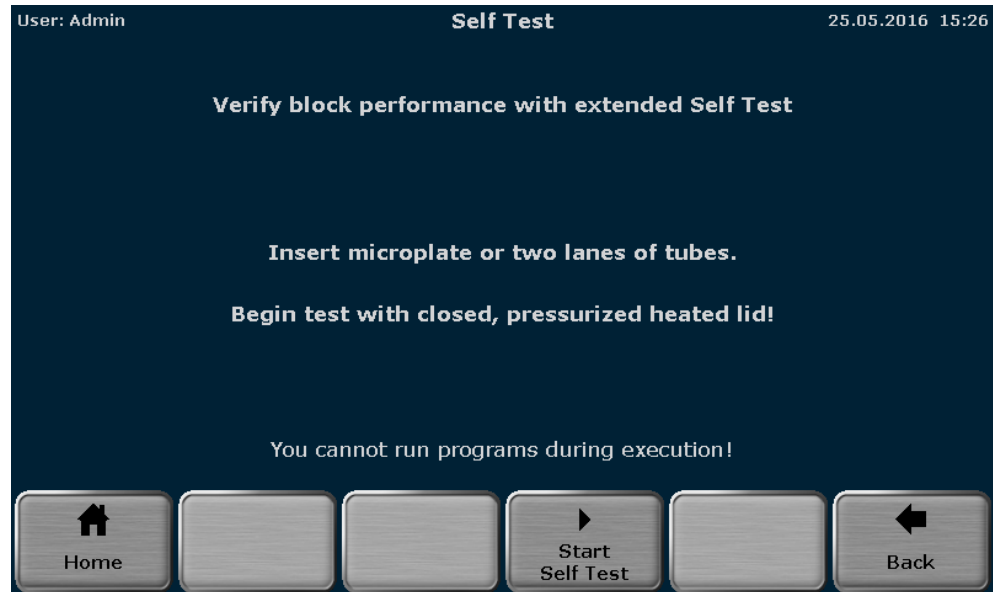 User: Admin Self Test 25.05.2016 15:26
Verify block performance with extended Self Test
Insert microplate or two lanes of tubes.
Begin test with closed, pressurized heated lid!
You cannot run programs during execution!
Home
Start
Self Test
Back